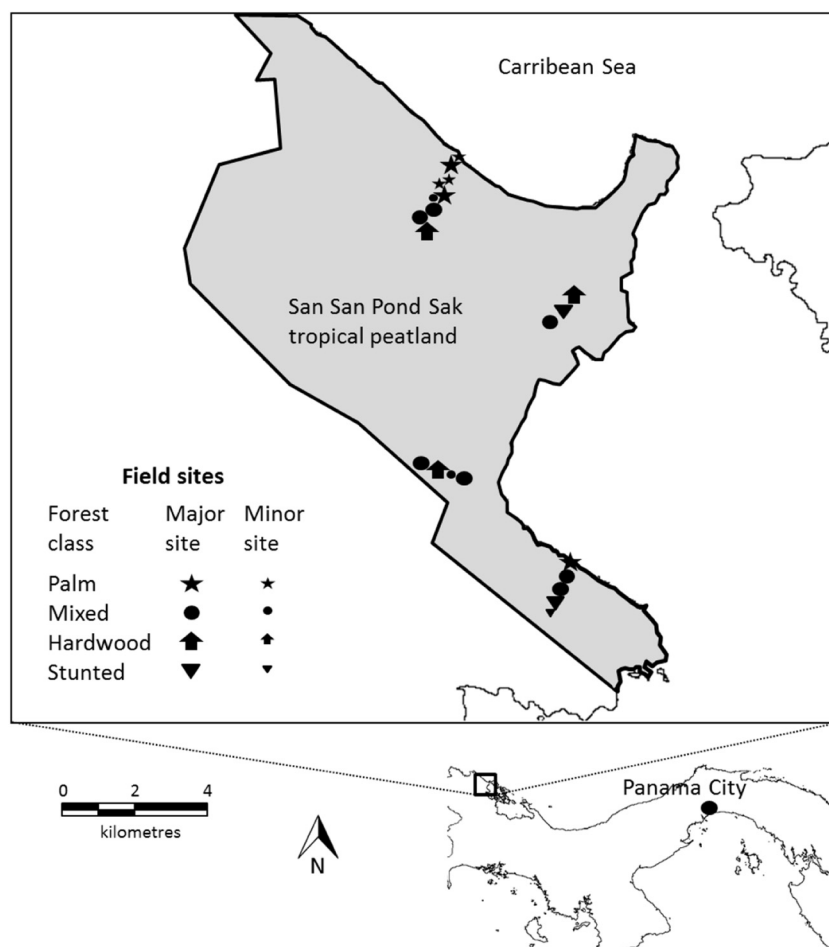 Carribean Sea
San San Pond Sak
tropical peatland
Field sites
Forest Major Minor
class site site
Palm
Mixed
Hardwood
Stunted
0 2 4
kilometres
N
Panama City